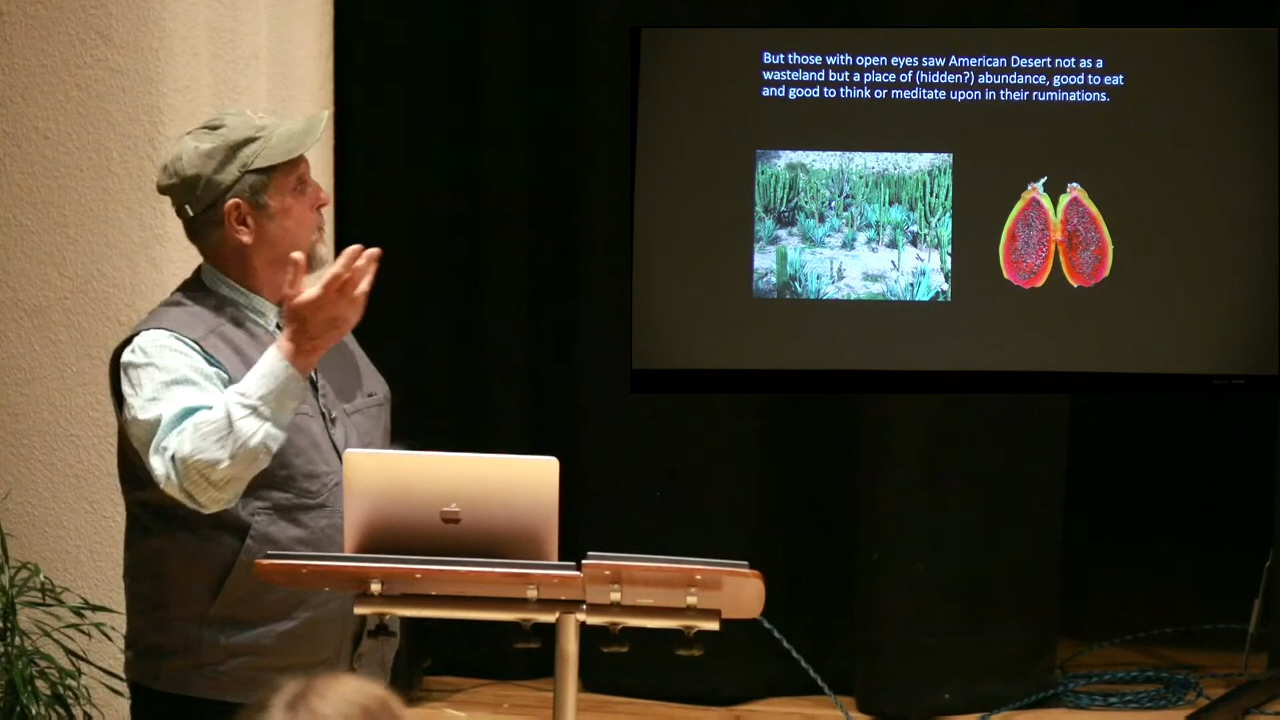 But those with open eyes saw American Desert not as a
wasteland but a place of (hidden?) abundance, good to eat
and good to think or meditate upon in their ruminations.